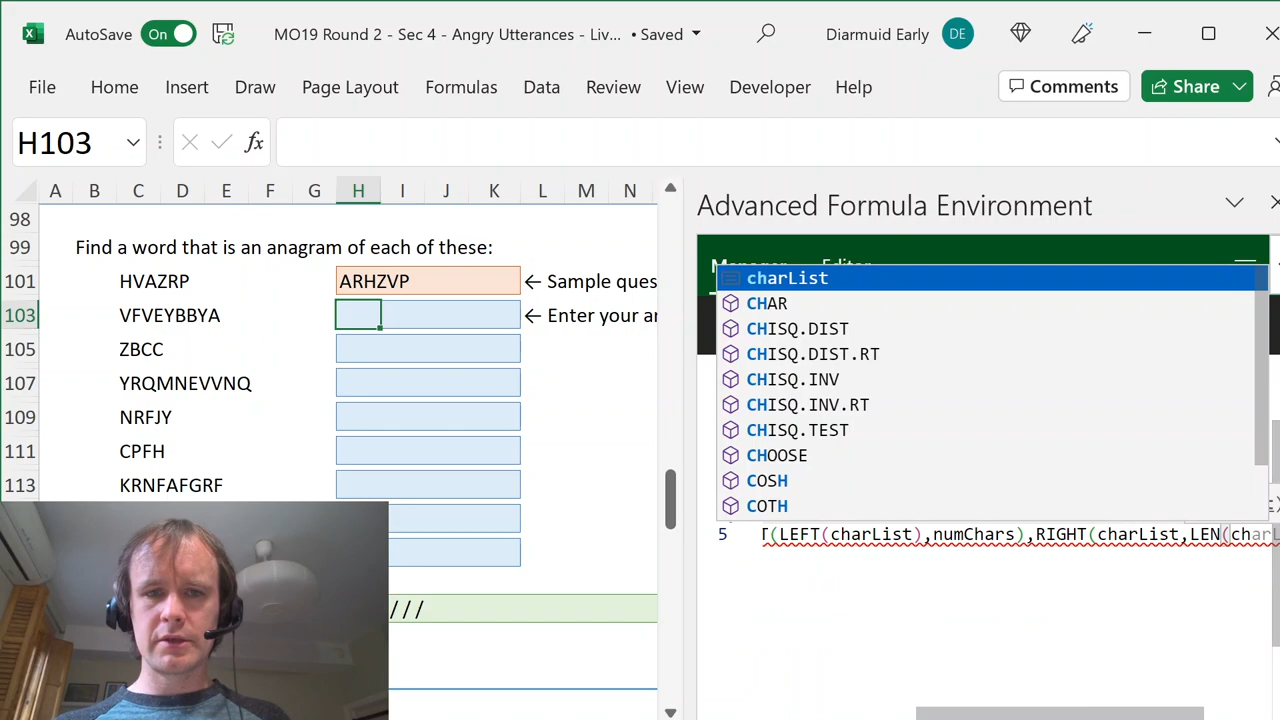 AutoSave On MO19 Round 2 - Sec 4 - Angry Utterances - Liv... • Saved Diarmuid Early DE
File Home Insert Draw Page Layout Formulas Data Review View Developer Help Comments Share
H103 fx
A B C D E F G H I J K L M N
Advanced Formula Environment
98
99 Find a word that is an anagram of each of these:
101 HVAZRP ARHZVP ← Sample ques
103 VFVEYBBYA ← Enter your a
105 ZBCC
107 YRQMNEVVNQ
109 NRFJY
111 CPFH
113 KRNFAFGRF
///
charList
CHAR
CHISQ.DIST
CHISQ.DIST.RT
CHISQ.INV
CHISQ.INV.RT
CHISQ.TEST
CHOOSE
COSH
COTH
5 T(LEFT(charList),numChars),RIGHT(charList,LEN(charL